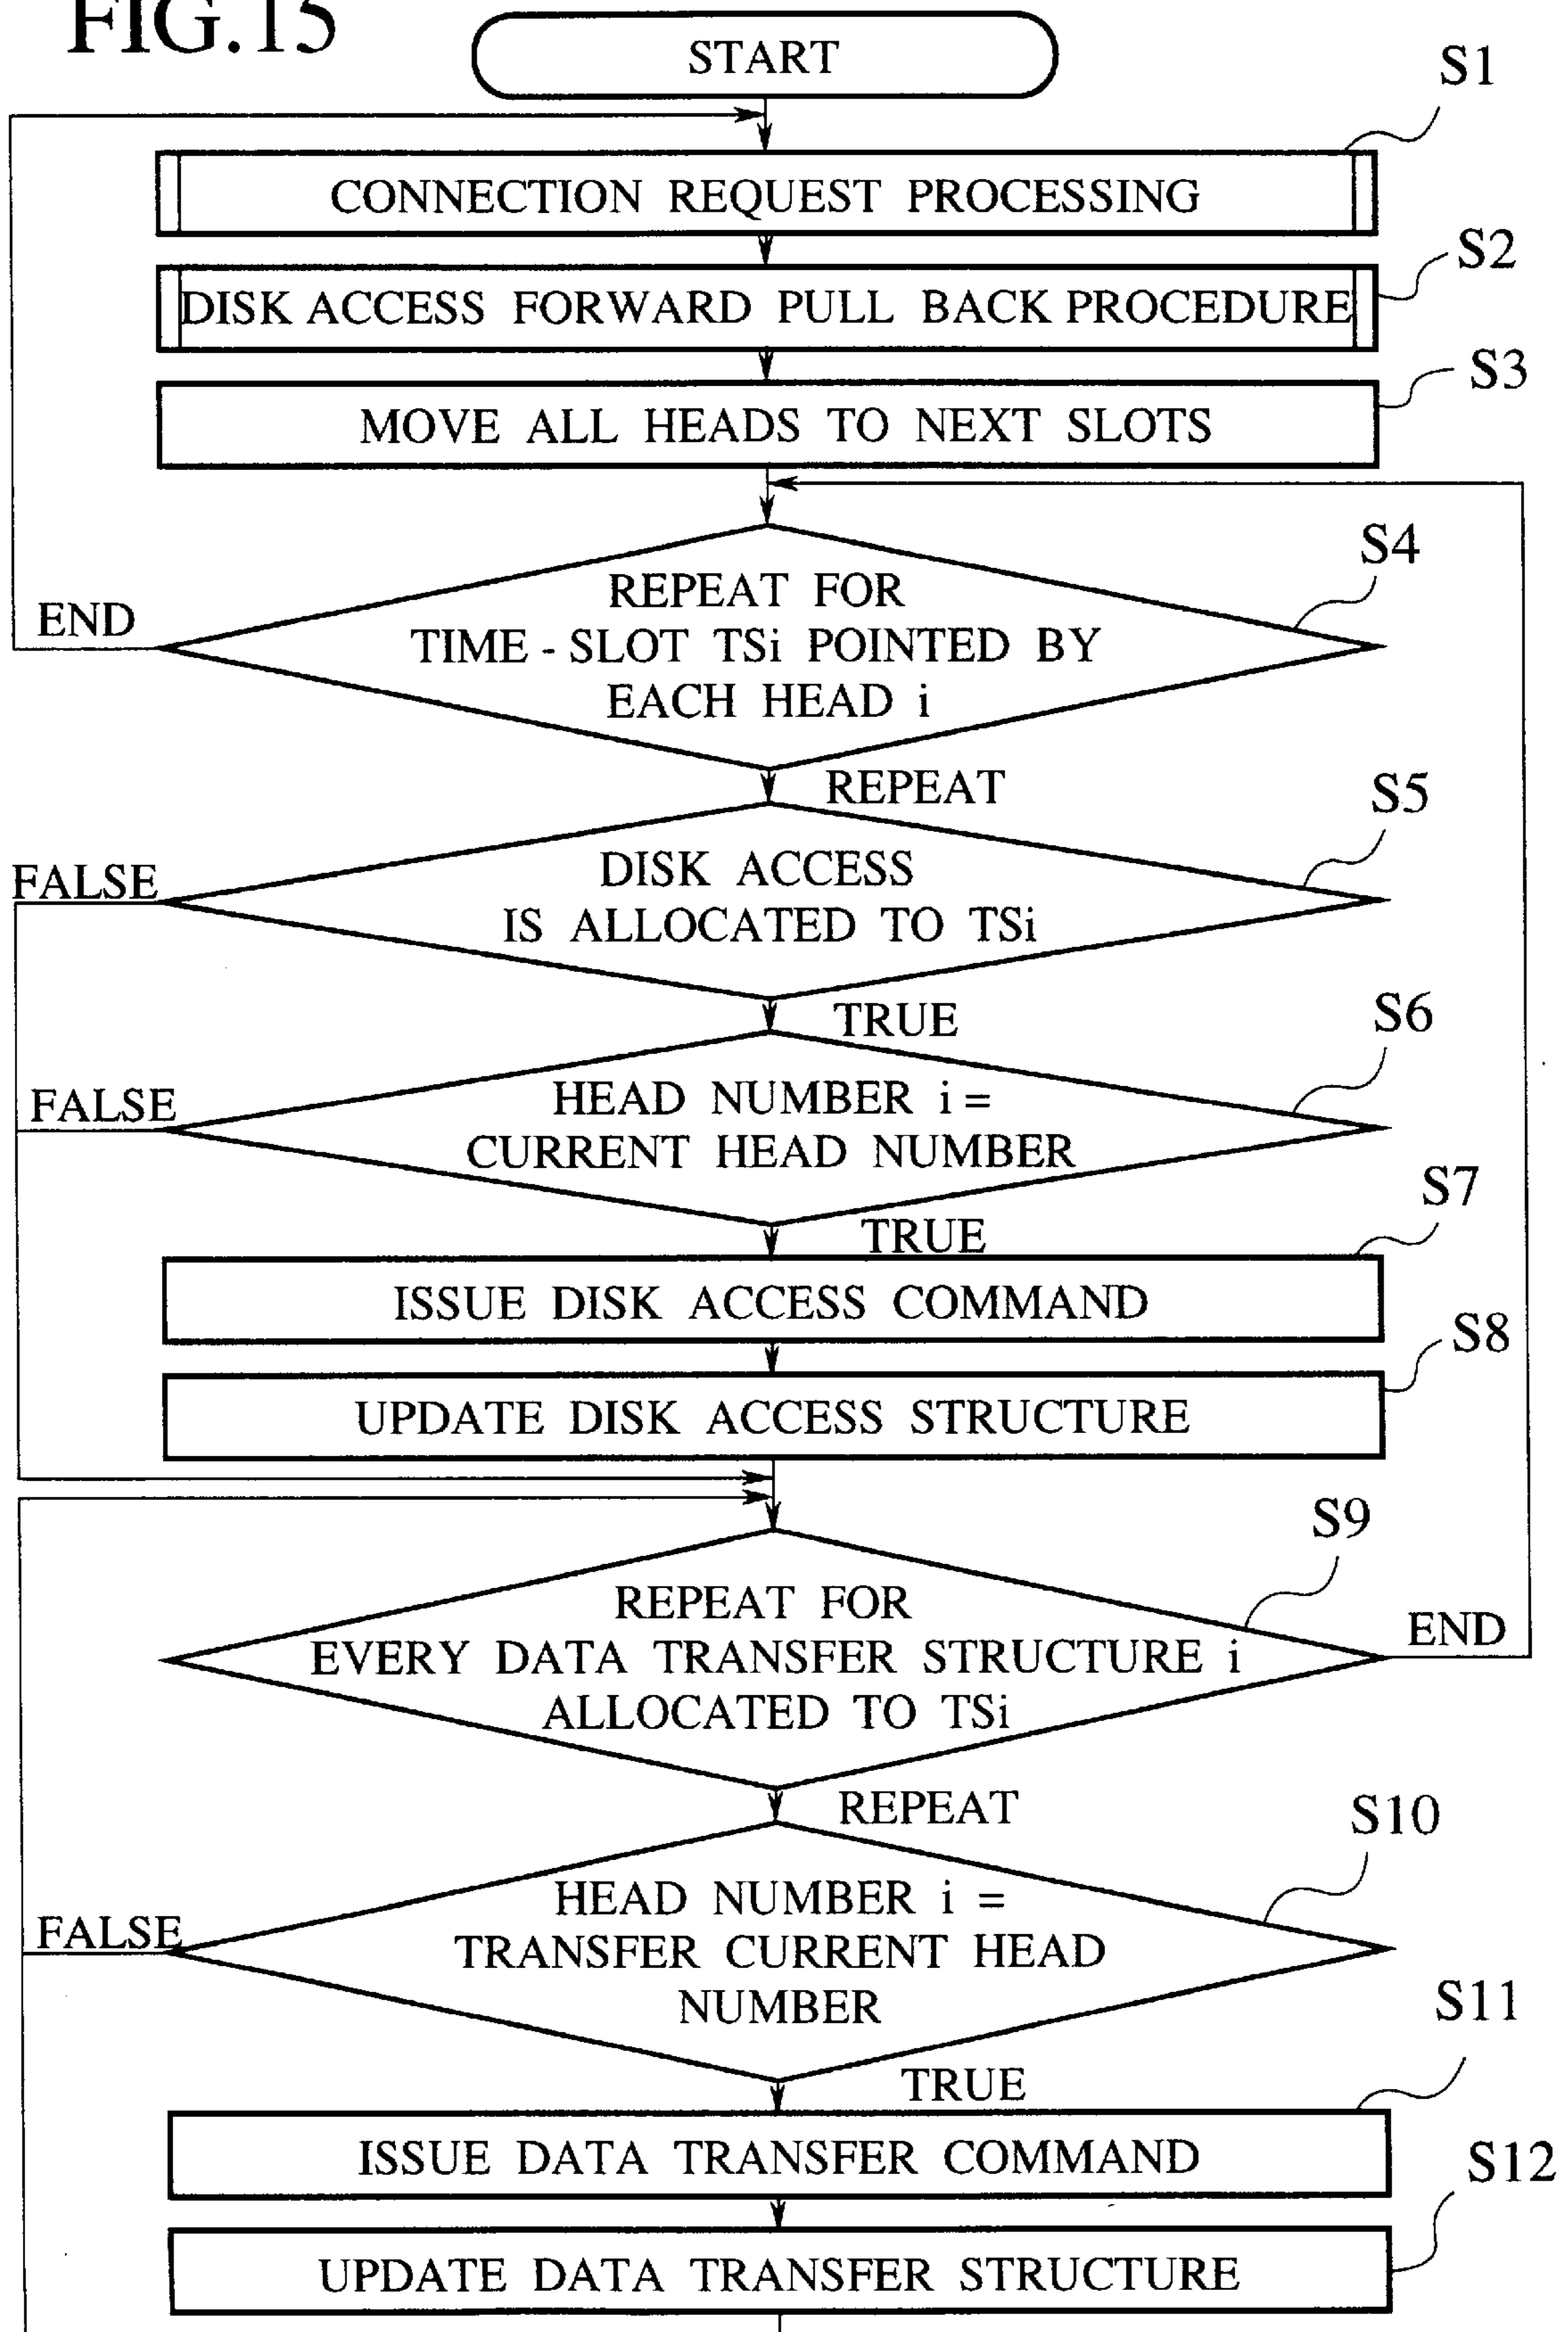 FIG.15
START
S1
CONNECTION REQUEST PROCESSING
S2
DISK ACCESS FORWARD PULL BACK PROCEDURE
S3
MOVE ALL HEADS TO NEXT SLOTS
S4
REPEAT FOR
TIME - SLOT TSi POINTED BY
EACH HEAD i
END
REPEAT
S5
DISK ACCESS
IS ALLOCATED TO TSi
FALSE
TRUE
S6
HEAD NUMBER i =
CURRENT HEAD NUMBER
FALSE
TRUE
S7
ISSUE DISK ACCESS COMMAND
S8
UPDATE DISK ACCESS STRUCTURE
S9
REPEAT FOR
EVERY DATA TRANSFER STRUCTURE i
ALLOCATED TO TSi
END
REPEAT
S10
HEAD NUMBER i =
TRANSFER CURRENT HEAD
NUMBER
FALSE
TRUE
S11
ISSUE DATA TRANSFER COMMAND
S12
UPDATE DATA TRANSFER STRUCTURE